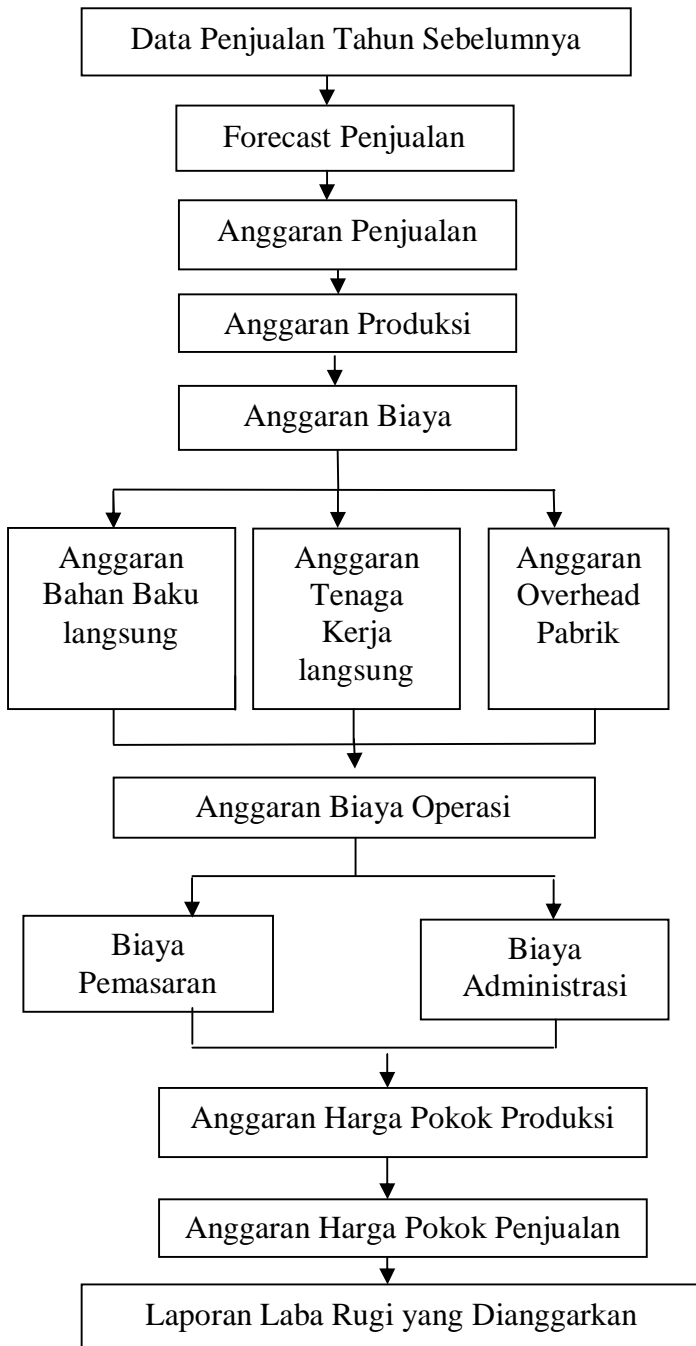 Data Penjualan Tahun Sebelumnya
Forecast Penjualan
Anggaran Penjualan
Anggaran Produksi
Anggaran Biaya
Anggaran
Bahan Baku
langsung
Anggaran
Tenaga
Kerja
langsung
Anggaran
Overhead
Pabrik
Anggaran Biaya Operasi
Biaya
Pemasaran
Biaya
Administrasi
Anggaran Harga Pokok Produksi
Anggaran Harga Pokok Penjualan
Laporan Laba Rugi yang Dianggarkan